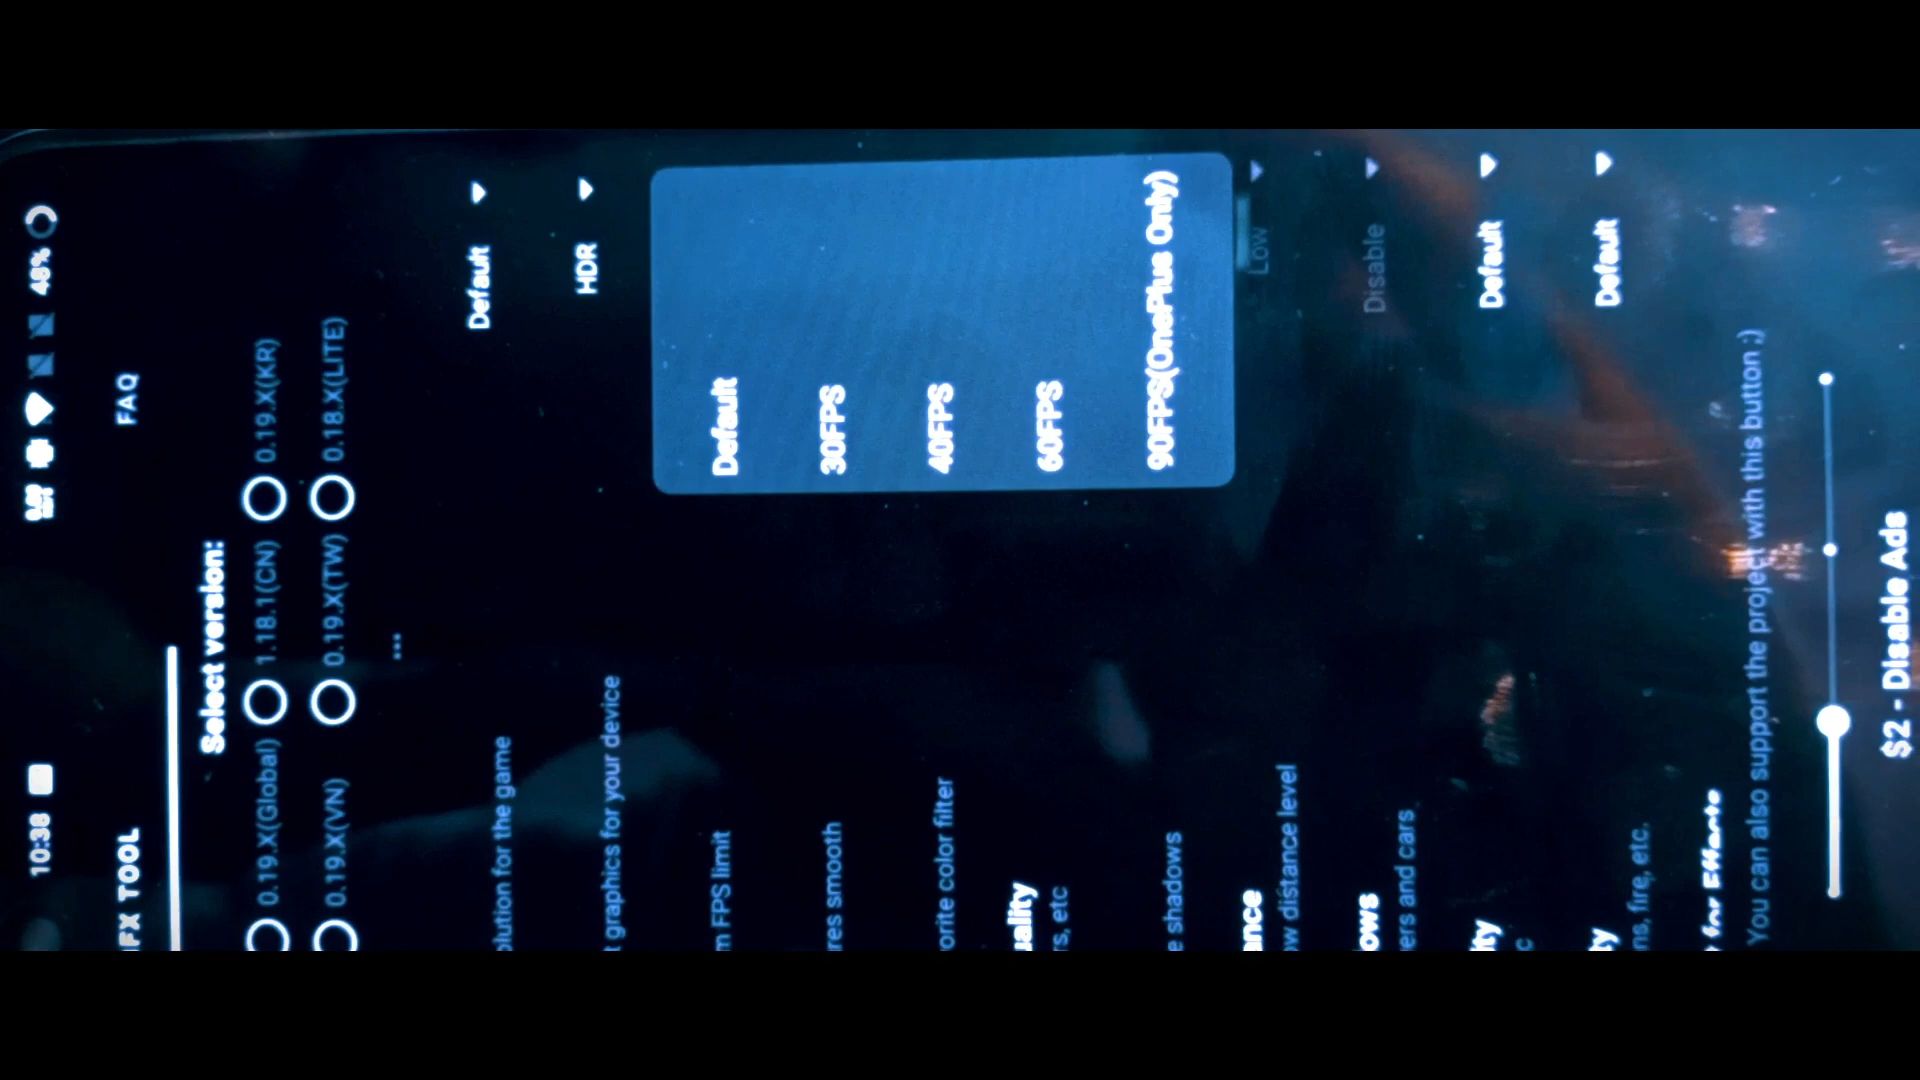 10:38 48%
FX TOOL FAQ
Select version:
0.19.X(Global) 1.18.1(CN) 0.19.X(KR)
0.19.X(VN) 0.19.X(TW) 0.18.X(LITE)
...
Default
olution for the game
HDR
t graphics for your device
Default
m FPS limit
30FPS
res smooth
40FPS
orite color filter
uality
60FPS
rs, etc
90FPS(OnePlus Only)
e shadows
ance
Low
ow distance level
ows
Disable
ers and cars
ity
Default
c
ty
Default
ns, fire, etc.
for Effects
You can also support the project with this button ;)
$2 - Disable Ads